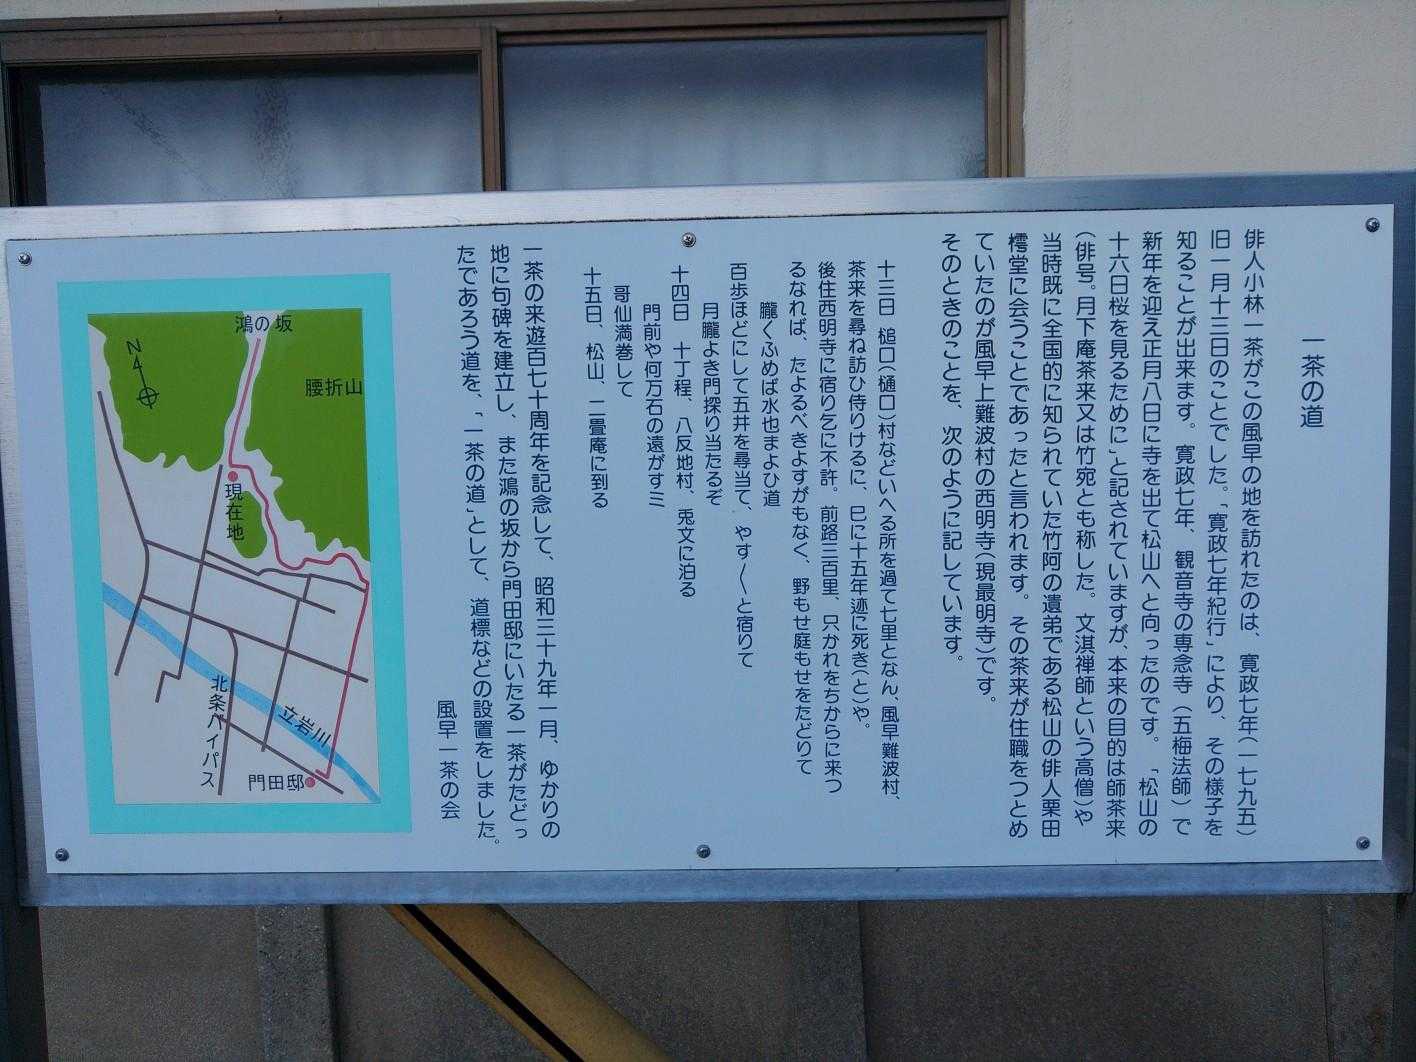 一茶の道
俳人小林一茶がこの風早の地を訪れたのは、寛政七年(一七九五)
旧一月十三日のことでした。「寛政七年紀行」により、その様子を
知ることが出来ます。寛政七年、観音寺の専念寺(五梅法師)で
新年を迎え正月八日に寺を出て松山へと向ったのです。「松山の
十六日桜を見るために」と記されていますが、本来の目的は師茶来
(俳号。月下庵茶来又は竹宛とも称した。文淇禅師という高僧)や
当時既に全国的に知られていた竹阿の遺弟である松山の俳人栗田
樗堂に会うことであったと言われます。その茶来が住職をつとめ
ていたのが風早上難波村の西明寺(現最明寺)です。
そのときのことを、次のように記しています。
十三日 槌口(樋口)村などいへる所を過て七里となん、風早難波村、
茶来を尋ね訪ひ侍りけるに、巳に十五年迹に死き(と)や。
後住西明寺に宿り乞に不許。前路三百里、只かれをちからに来つ
るなれば、たよるべきよすがもなく、野もせ庭もせをたどりて
朧くふめば水也まよひ道
百歩ほどにして五井を尋当て、やす〱と宿りて
月朧よき門探り当たるぞ
十四日 十丁程、八反地村、兎文に泊る
門前や何万石の遠がすミ
哥仙満巻して
十五日、松山、二畳庵に到る
一茶の来遊百七十周年を記念して、昭和三十九年一月、ゆかりの
地に句碑を建立し、また鴻の坂から門田邸にいたる一茶がたどっ
たであろう道を、「一茶の道」として、道標などの設置をしました。
風早一茶の会
鴻の坂
腰折山
N
現在地
北条バイパス
立岩川
門田邸